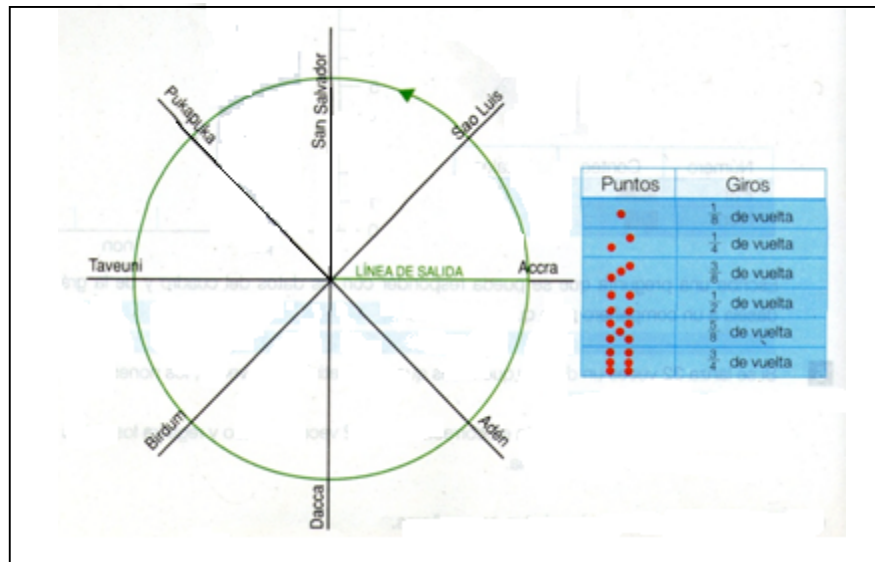 San Salvador
Pukapuka
Sao Luis
Taveuni
LÍNEA DE SALIDA
Accra
Birdum
Adén
Dacca
Puntos Giros
1/8 de vuelta
1/4 de vuelta
3/8 de vuelta
1/2 de vuelta
5/8 de vuelta
3/4 de vuelta